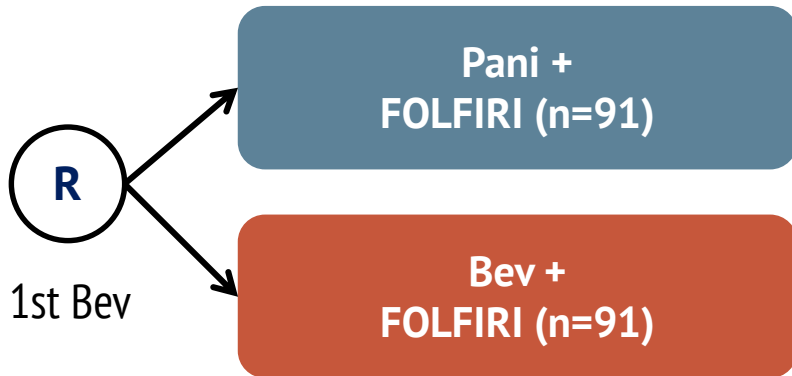 Pani +
FOLFIRI (n=91)
R
1st Bev
Bev +
FOLFIRI (n=91)